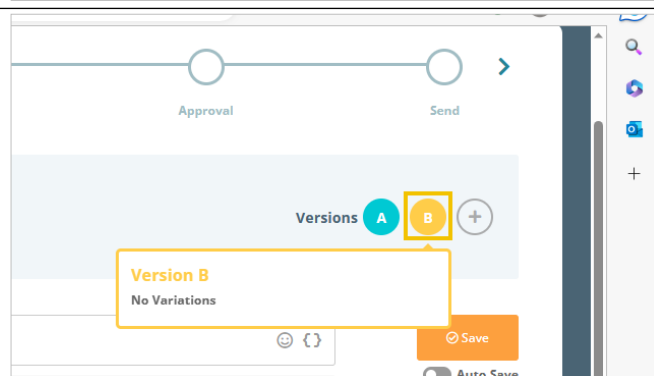 Approval
Send
Versions A B +
Version B
No Variations
{} Save
Auto Save